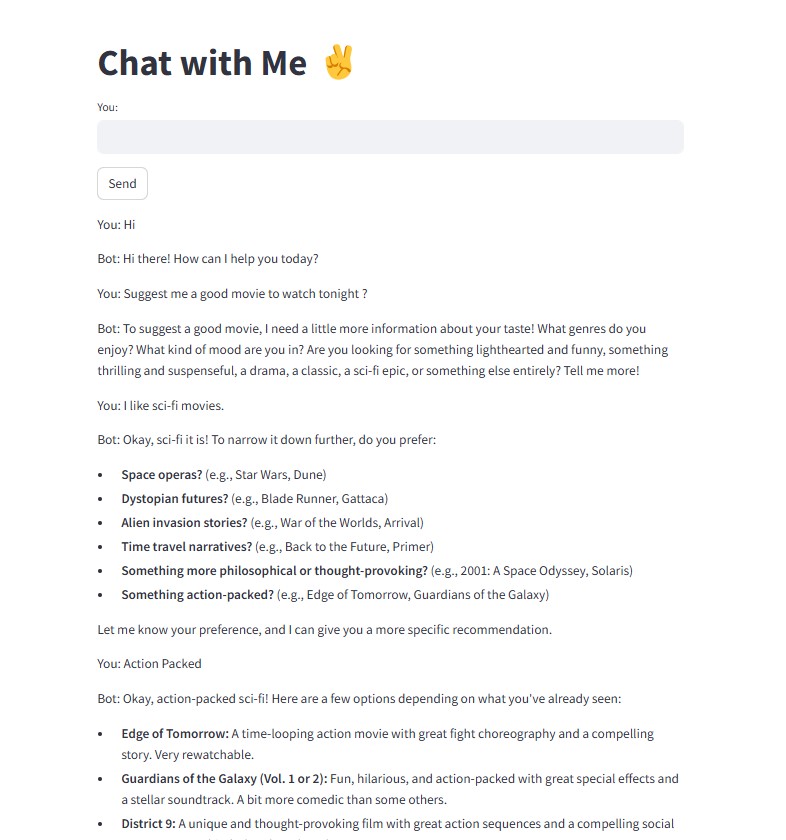 Chat with Me ✌️
You:
Send
You: Hi
Bot: Hi there! How can I help you today?
You: Suggest me a good movie to watch tonight ?
Bot: To suggest a good movie, I need a little more information about your taste! What genres do you
enjoy? What kind of mood are you in? Are you looking for something lighthearted and funny, something
thrilling and suspenseful, a drama, a classic, a sci-fi epic, or something else entirely? Tell me more!
You: I like sci-fi movies.
Bot: Okay, sci-fi it is! To narrow it down further, do you prefer:
• Space operas? (e.g., Star Wars, Dune)
• Dystopian futures? (e.g., Blade Runner, Gattaca)
• Alien invasion stories? (e.g., War of the Worlds, Arrival)
• Time travel narratives? (e.g., Back to the Future, Primer)
• Something more philosophical or thought-provoking? (e.g., 2001: A Space Odyssey, Solaris)
• Something action-packed? (e.g., Edge of Tomorrow, Guardians of the Galaxy)
Let me know your preference, and I can give you a more specific recommendation.
You: Action Packed
Bot: Okay, action-packed sci-fi! Here are a few options depending on what you've already seen:
• Edge of Tomorrow: A time-looping action movie with great fight choreography and a compelling
story. Very rewatchable.
• Guardians of the Galaxy (Vol. 1 or 2): Fun, hilarious, and action-packed with great special effects and
a stellar soundtrack. A bit more comedic than some others.
• District 9: A unique and thought-provoking film with great action sequences and a compelling social